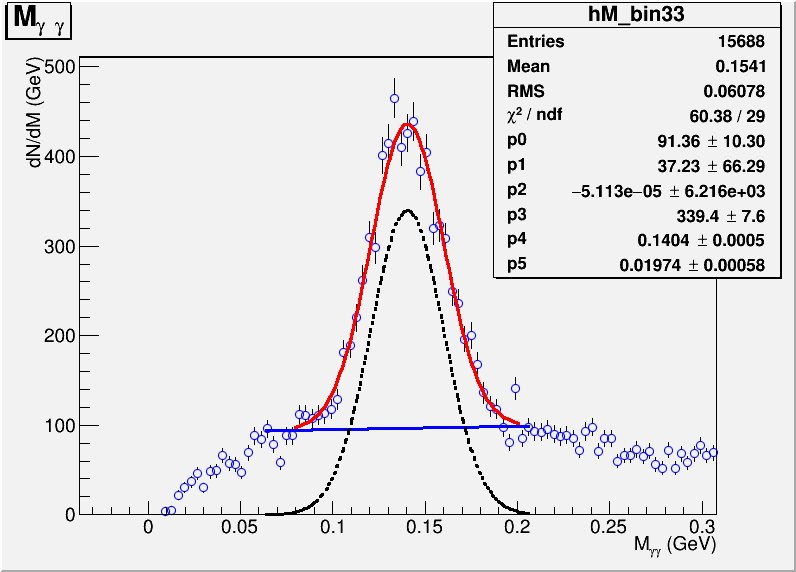 Mγ γ
hM_bin33
Entries 15688
Mean 0.1541
RMS 0.06078
χ² / ndf 60.38 / 29
p0 91.36 ± 10.30
p1 37.23 ± 66.29
p2 −5.113e−05 ± 6.216e+03
p3 339.4 ± 7.6
p4 0.1404 ± 0.0005
p5 0.01974 ± 0.00058
dN/dM (GeV)
500
400
300
200
100
0
0 0.05 0.1 0.15 0.2 0.25 0.3
Mγγ (GeV)